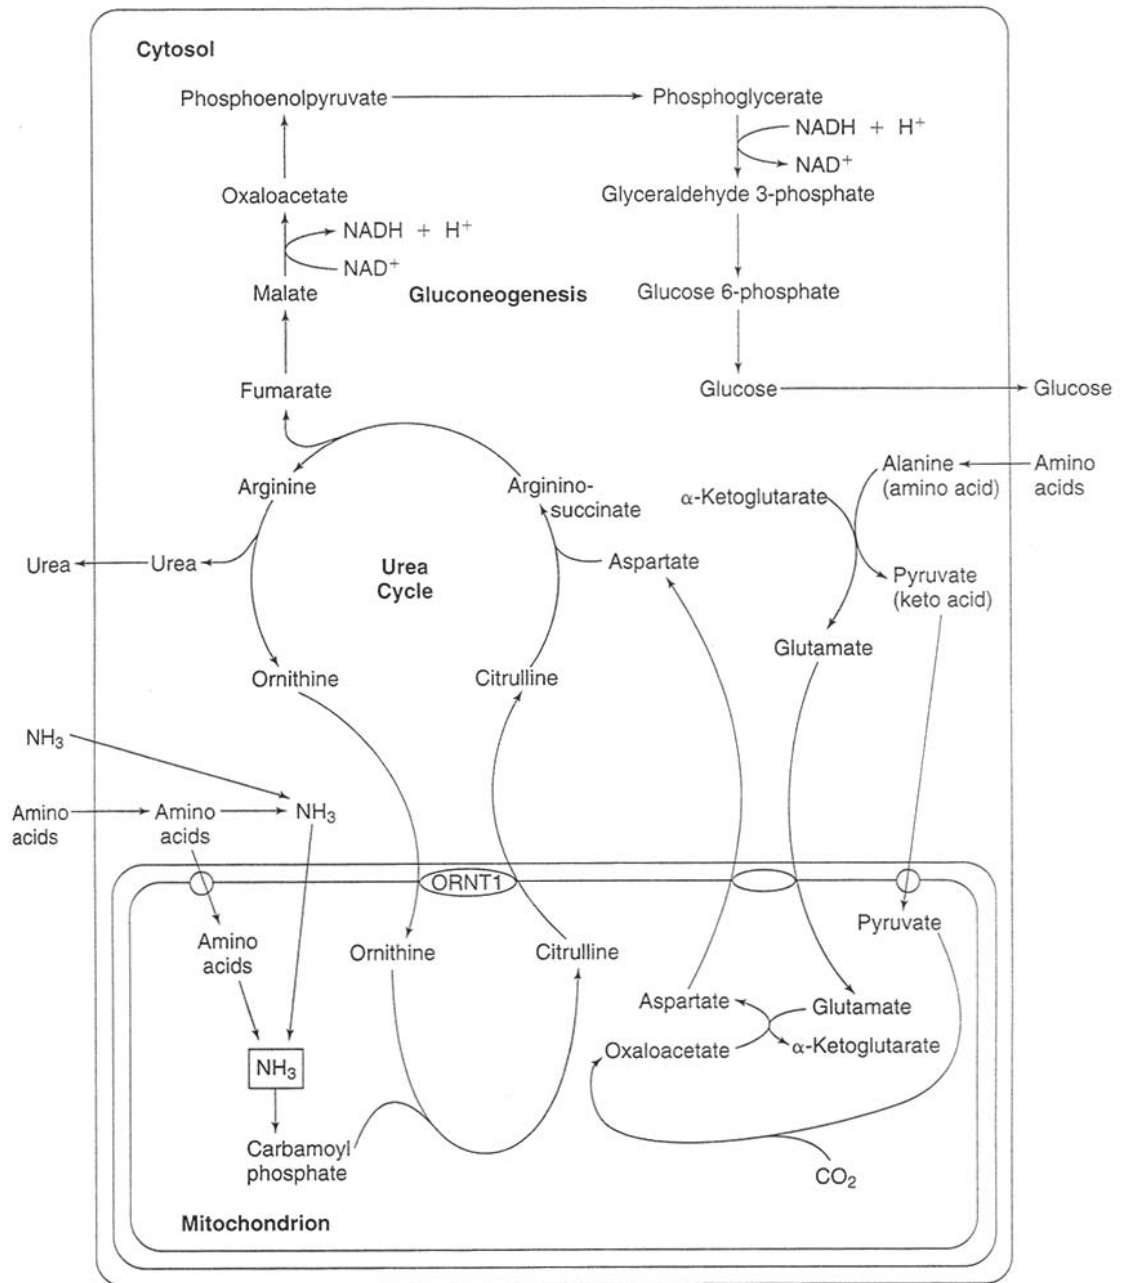 Cytosol
Phosphoenolpyruvate
Phosphoglycerate
NADH + H⁺
NAD⁺
Oxaloacetate
Glyceraldehyde 3-phosphate
NADH + H⁺
NAD⁺
Malate
Gluconeogenesis
Glucose 6-phosphate
Fumarate
Glucose
Glucose
Arginine
Arginino-
succinate
α-Ketoglutarate
Alanine
(amino acid)
Amino
acids
Urea
Urea
Urea
Cycle
Aspartate
Pyruvate
(keto acid)
Glutamate
Ornithine
Citrulline
NH₃
Amino
acids
Amino
acids
NH₃
ORNT1
Pyruvate
Amino
acids
Ornithine
Citrulline
Aspartate
Glutamate
Oxaloacetate
α-Ketoglutarate
NH₃
Carbamoyl
phosphate
CO₂
Mitochondrion